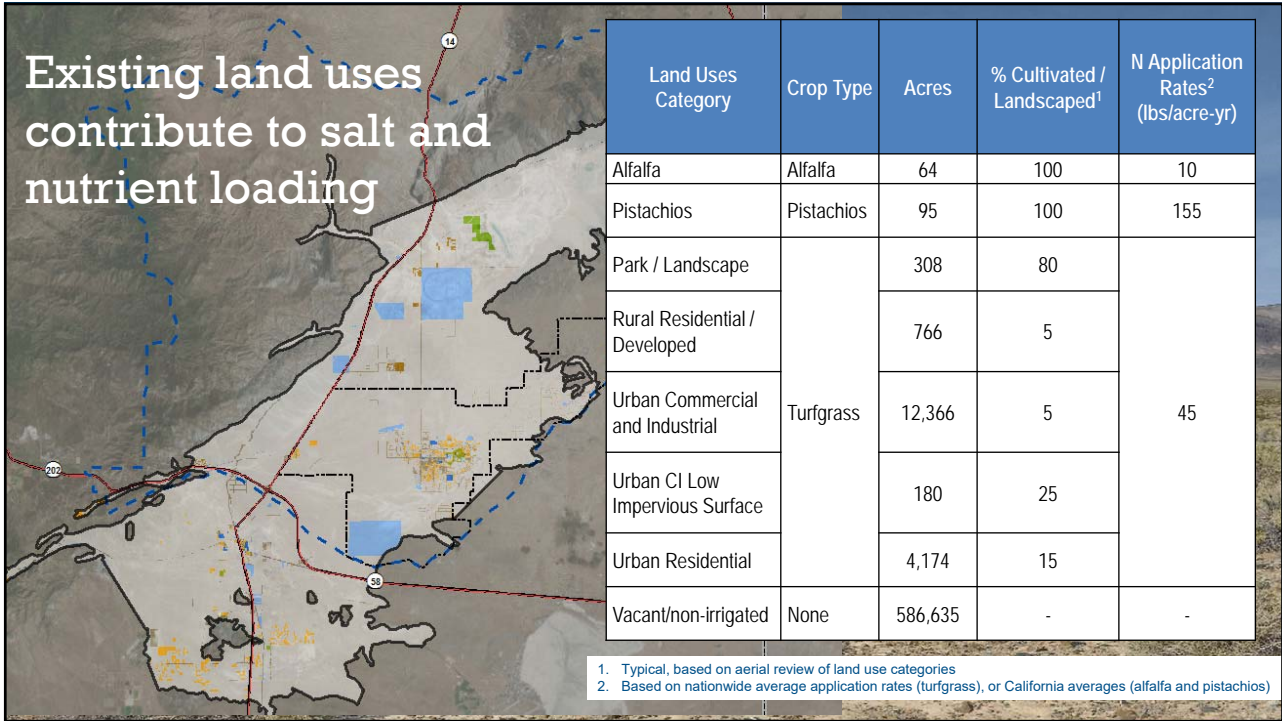 Existing land uses
contribute to salt and
nutrient loading
14
202
58
Land Uses
Category
Crop Type
Acres
% Cultivated /
Landscaped1
N Application
Rates2
(lbs/acre-yr)
Alfalfa
Alfalfa
64
100
10
Pistachios
Pistachios
95
100
155
Park / Landscape
308
80
Rural Residential /
Developed
766
5
Urban Commercial
and Industrial
Turfgrass
12,366
5
45
Urban CI Low
Impervious Surface
180
25
Urban Residential
4,174
15
Vacant/non-irrigated
None
586,635
-
-
1. Typical, based on aerial review of land use categories
2. Based on nationwide average application rates (turfgrass), or California averages (alfalfa and pistachios)